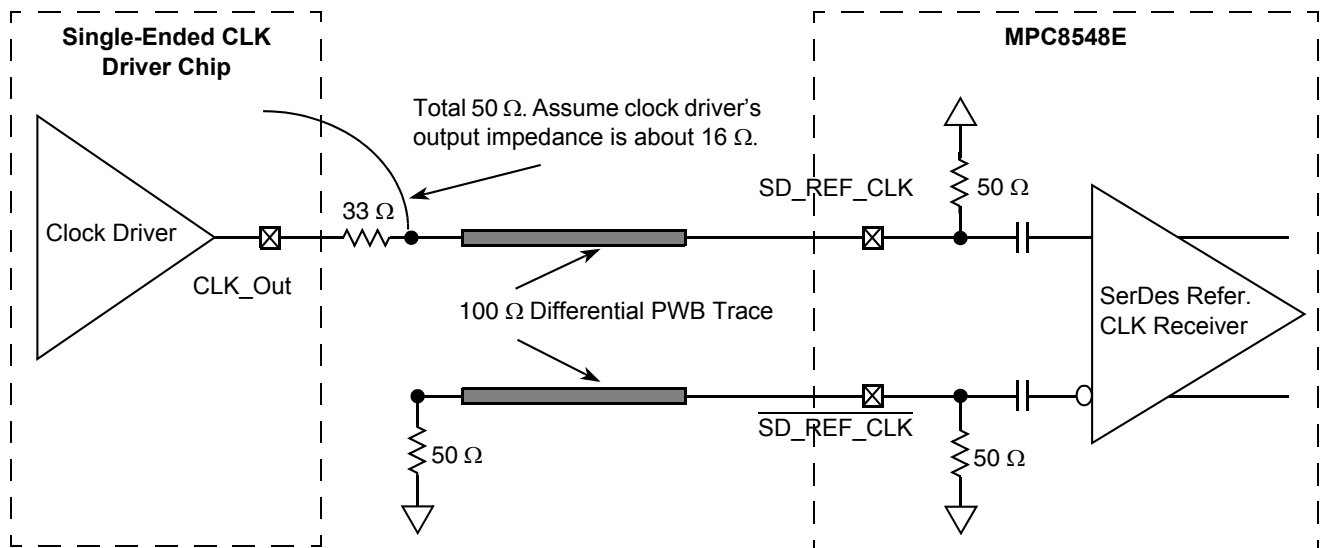 Single-Ended CLK
Driver Chip
MPC8548E
Total 50 Ω. Assume clock driver's
output impedance is about 16 Ω.
SD_REF_CLK
50 Ω
33 Ω
Clock Driver
CLK_Out
100 Ω Differential PWB Trace
SerDes Refer.
CLK Receiver
SD_REF_CLK
50 Ω
50 Ω